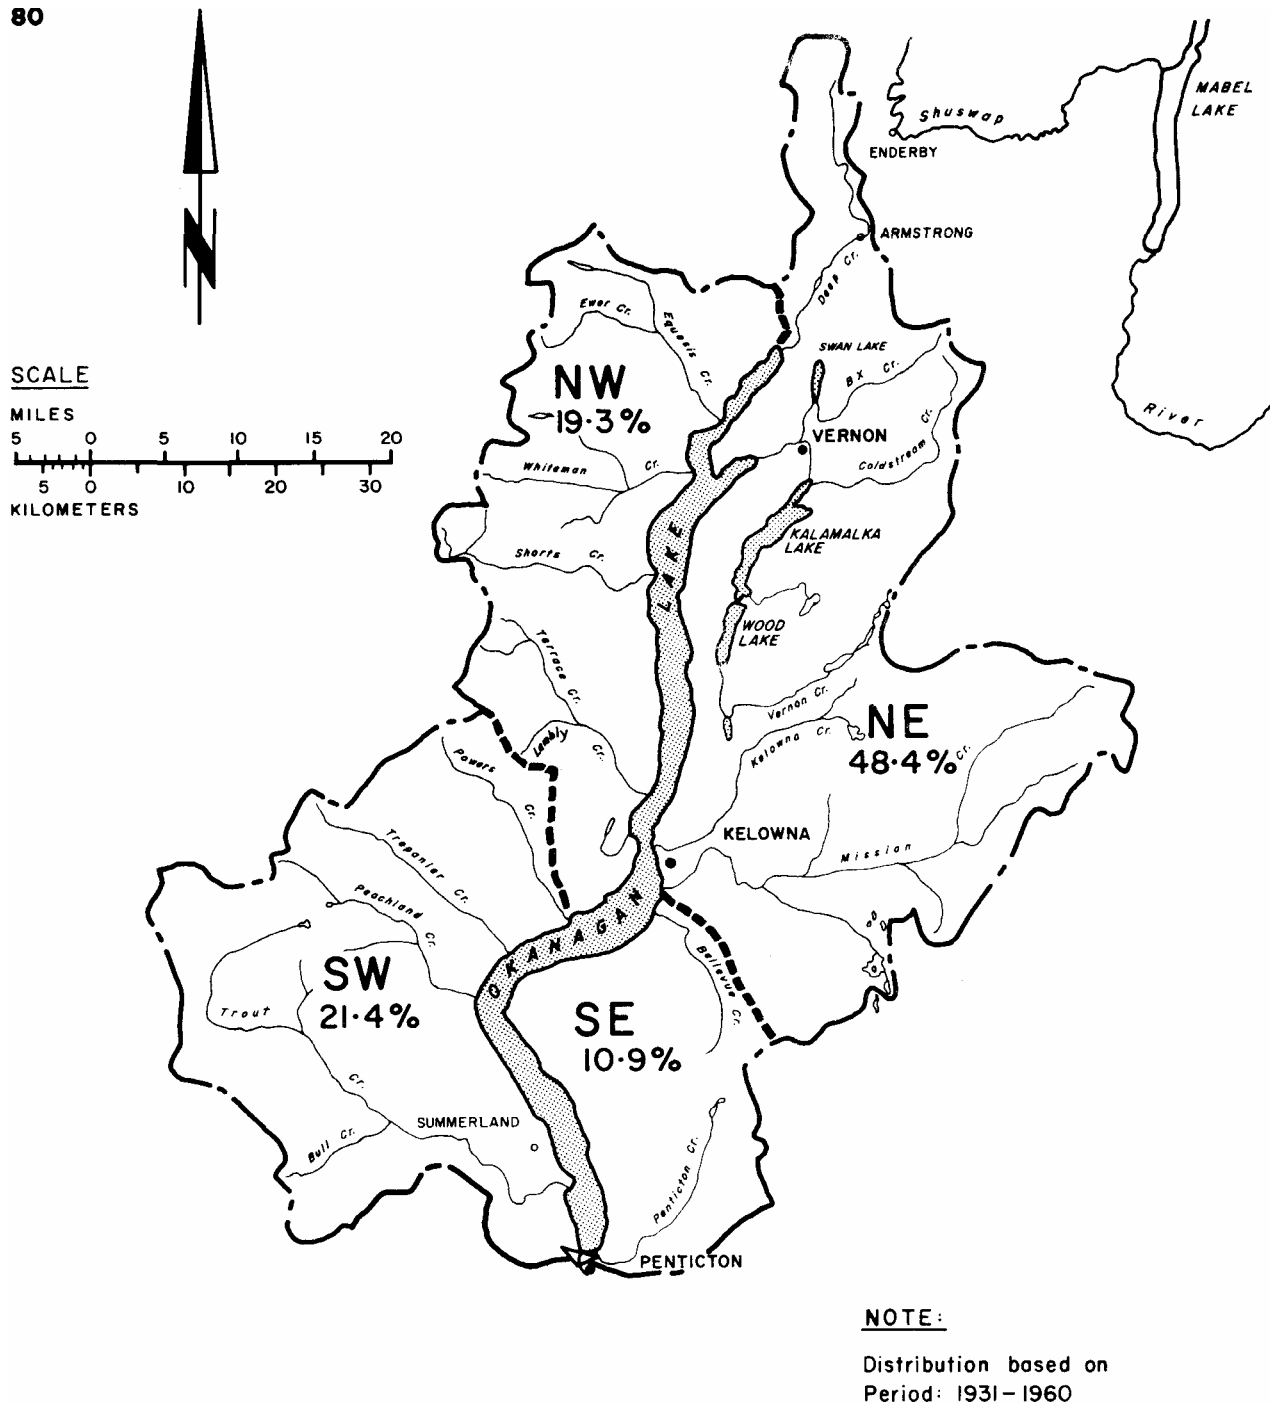 80
Shuswap
MABEL
LAKE
ENDERBY
ARMSTRONG
Deep Cr.
Ewer Cr.
Equesis Cr.
SWAN LAKE
BX Cr.
SCALE
MILES
5 0 5 10 15 20
5 0 10 20 30
KILOMETERS
NW
19·3%
VERNON
River
Coldstream Cr.
Whiteman Cr.
KALAMALKA
LAKE
Shorts Cr.
WOOD
LAKE
Terrace Cr.
Vernon Cr.
NE
48·4%
Lambly Cr.
Kelowna Cr.
Powers Cr.
KELOWNA
Mission Cr.
Trepanier Cr.
Peachland Cr.
OKANAGAN LAKE
Bellevue Cr.
SW
21·4%
Trout Cr.
SE
10·9%
SUMMERLAND
Bull Cr.
Penticton Cr.
PENTICTON
NOTE:
Distribution based on
Period: 1931-1960